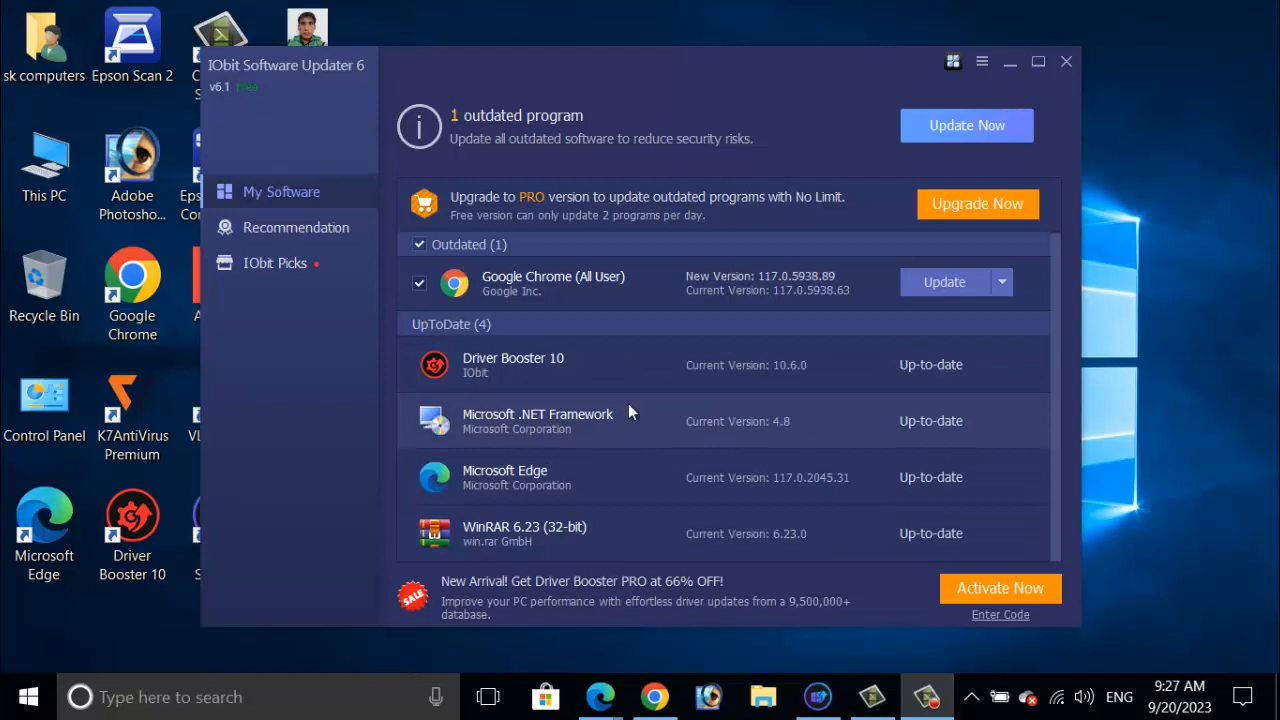 IObit Software Updater 6
v6.1 Free
1 outdated program
Update all outdated software to reduce security risks.
Update Now
My Software
Recommendation
IObit Picks
Upgrade to PRO version to update outdated programs with No Limit.
Free version can only update 2 programs per day.
Upgrade Now
Outdated (1)
Google Chrome (All User)
Google Inc.
New Version: 117.0.5938.89
Current Version: 117.0.5938.63
Update
UpToDate (4)
Driver Booster 10
IObit
Current Version: 10.6.0
Up-to-date
Microsoft .NET Framework
Microsoft Corporation
Current Version: 4.8
Up-to-date
Microsoft Edge
Microsoft Corporation
Current Version: 117.0.2045.31
Up-to-date
WinRAR 6.23 (32-bit)
win.rar GmbH
Current Version: 6.23.0
Up-to-date
SALE
New Arrival! Get Driver Booster PRO at 66% OFF!
Improve your PC performance with effortless driver updates from a 9,500,000+
database.
Activate Now
Enter Code
sk computers
Epson Scan 2
This PC
Adobe
Photosho...
Recycle Bin
Google
Chrome
Control Panel
K7AntiVirus
Premium
Microsoft
Edge
Driver
Booster 10
Type here to search
ENG
9:27 AM
9/20/2023